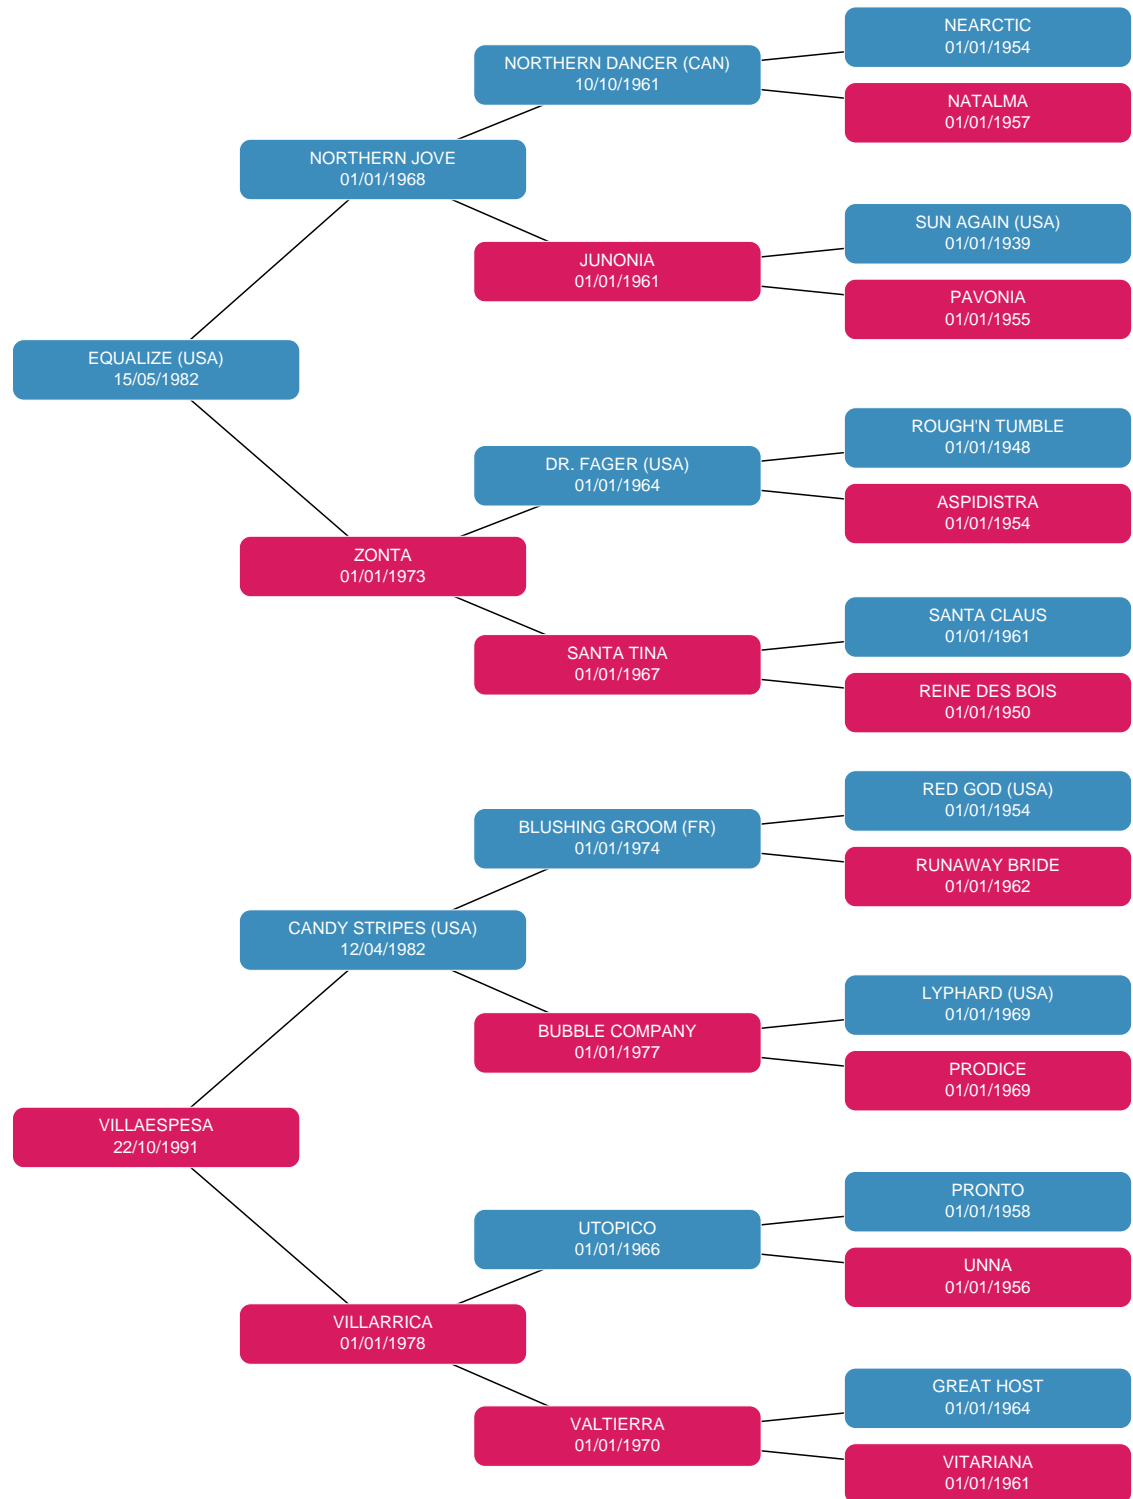 NEARCTIC
01/01/1954
NORTHERN DANCER (CAN)
10/10/1961
NATALMA
01/01/1957
NORTHERN JOVE
01/01/1968
SUN AGAIN (USA)
01/01/1939
JUNONIA
01/01/1961
PAVONIA
01/01/1955
EQUALIZE (USA)
15/05/1982
ROUGH'N TUMBLE
01/01/1948
DR. FAGER (USA)
01/01/1964
ASPIDISTRA
01/01/1954
ZONTA
01/01/1973
SANTA CLAUS
01/01/1961
SANTA TINA
01/01/1967
REINE DES BOIS
01/01/1950
RED GOD (USA)
01/01/1954
BLUSHING GROOM (FR)
01/01/1974
RUNAWAY BRIDE
01/01/1962
CANDY STRIPES (USA)
12/04/1982
LYPHARD (USA)
01/01/1969
BUBBLE COMPANY
01/01/1977
PRODICE
01/01/1969
VILLAESPESA
22/10/1991
PRONTO
01/01/1958
UTOPICO
01/01/1966
UNNA
01/01/1956
VILLARRICA
01/01/1978
GREAT HOST
01/01/1964
VALTIERRA
01/01/1970
VITARIANA
01/01/1961